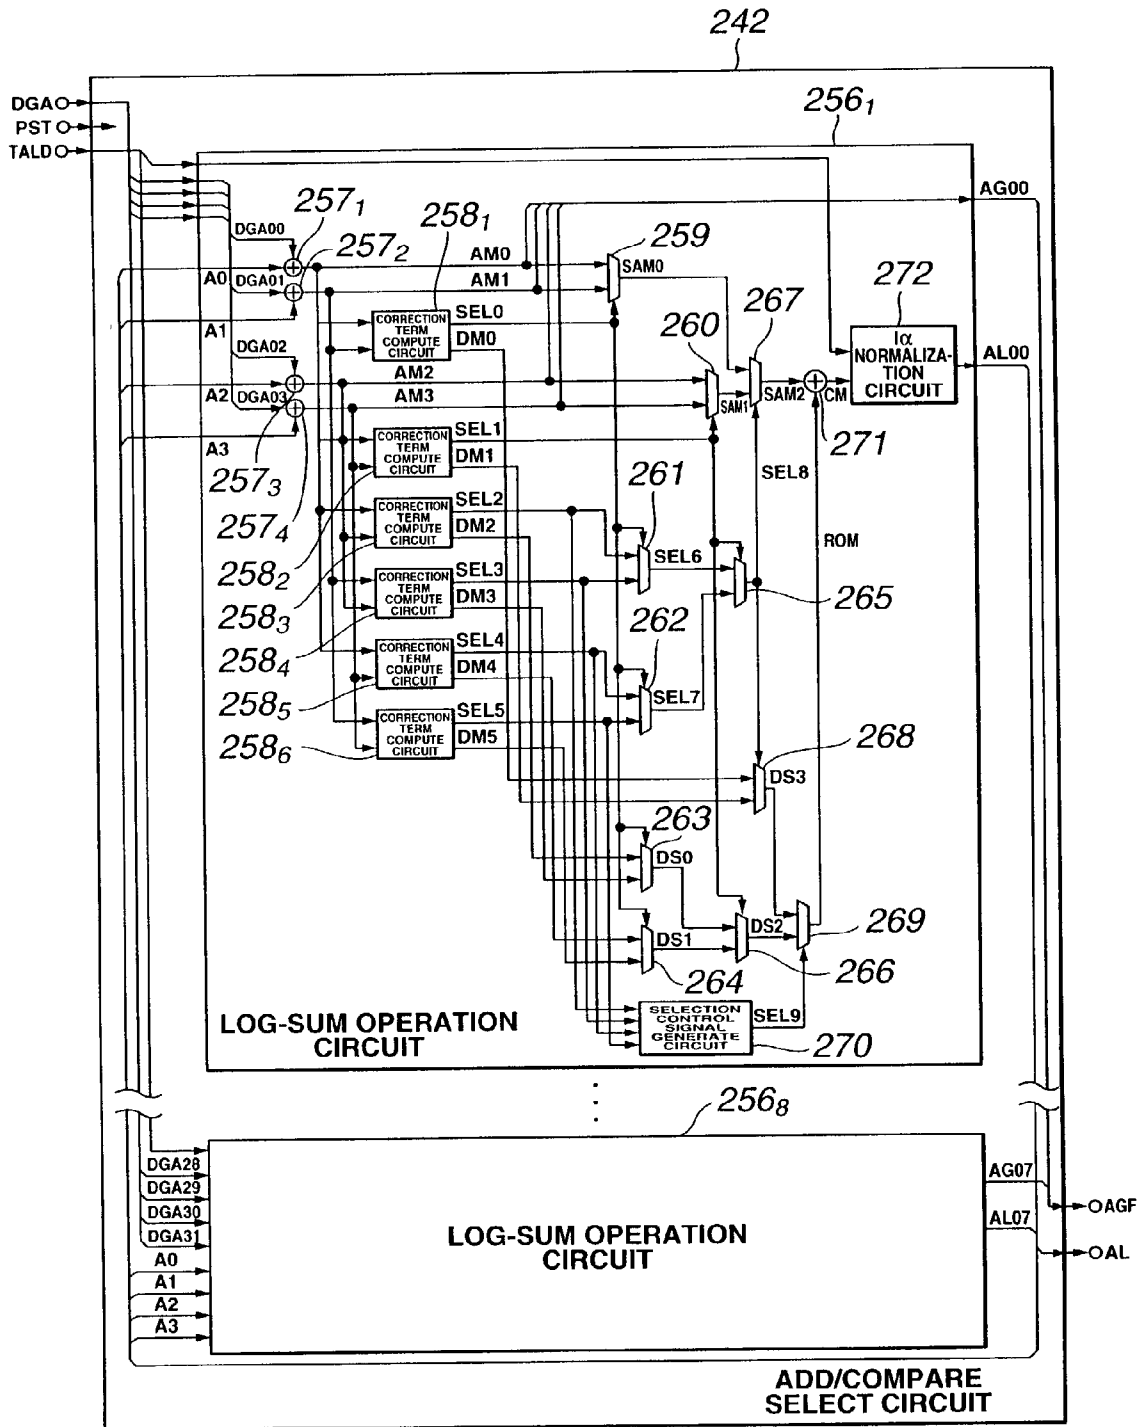 242
DGA
PST
TALD
256₁
AG00
257₁
257₂
258₁
259
DGA00
AM0
SAM0
A0
DGA01
AM1
267
272
A1
CORRECTION
TERM
COMPUTE
CIRCUIT
SEL0
DM0
260
Iα
NORMALIZA-
TION
CIRCUIT
AL00
DGA02
AM2
A2
DGA03
AM3
SAM1
SAM2
CM
271
A3
257₃
257₄
CORRECTION
TERM
COMPUTE
CIRCUIT
SEL1
DM1
261
SEL8
258₂
CORRECTION
TERM
COMPUTE
CIRCUIT
SEL2
DM2
SEL6
ROM
258₃
CORRECTION
TERM
COMPUTE
CIRCUIT
SEL3
DM3
262
265
258₄
CORRECTION
TERM
COMPUTE
CIRCUIT
SEL4
DM4
SEL7
258₅
CORRECTION
TERM
COMPUTE
CIRCUIT
SEL5
DM5
268
258₆
DS3
263
DS0
DS1
DS2
269
264
266
SELECTION
CONTROL
SIGNAL
GENERATE
CIRCUIT
SEL9
270
LOG-SUM OPERATION
CIRCUIT
256₈
DGA28
DGA29
DGA30
DGA31
A0
A1
A2
A3
LOG-SUM OPERATION
CIRCUIT
AG07
AL07
AGF
AL
ADD/COMPARE
SELECT CIRCUIT